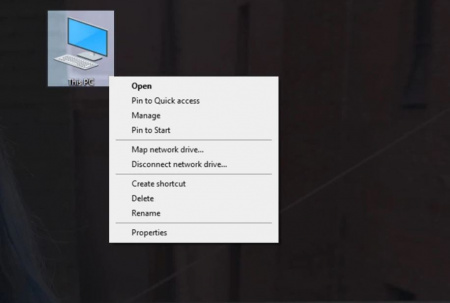 This PC
Open
Pin to Quick access
Manage
Pin to Start
Map network drive...
Disconnect network drive...
Create shortcut
Delete
Rename
Properties